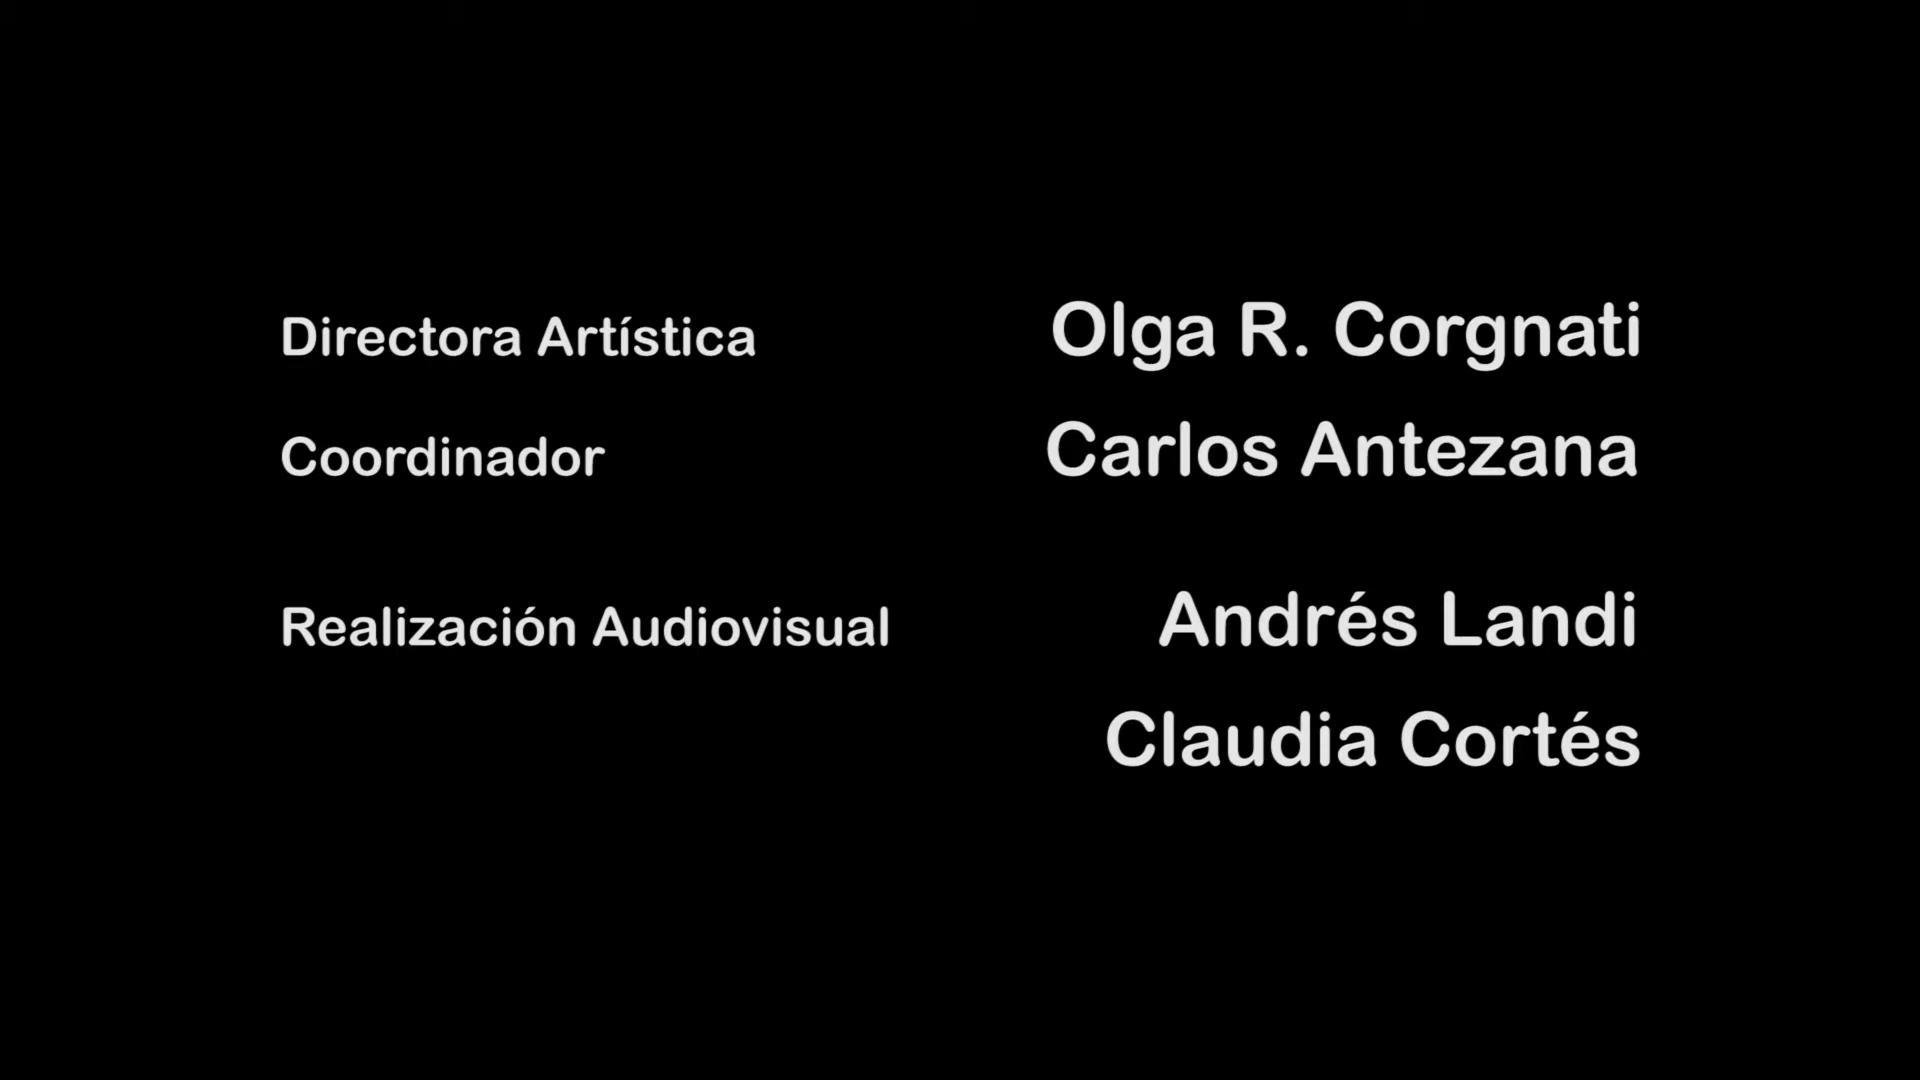 Directora Artística Olga R. Corgnati
Coordinador Carlos Antezana
Realización Audiovisual Andrés Landi
Claudia Cortés